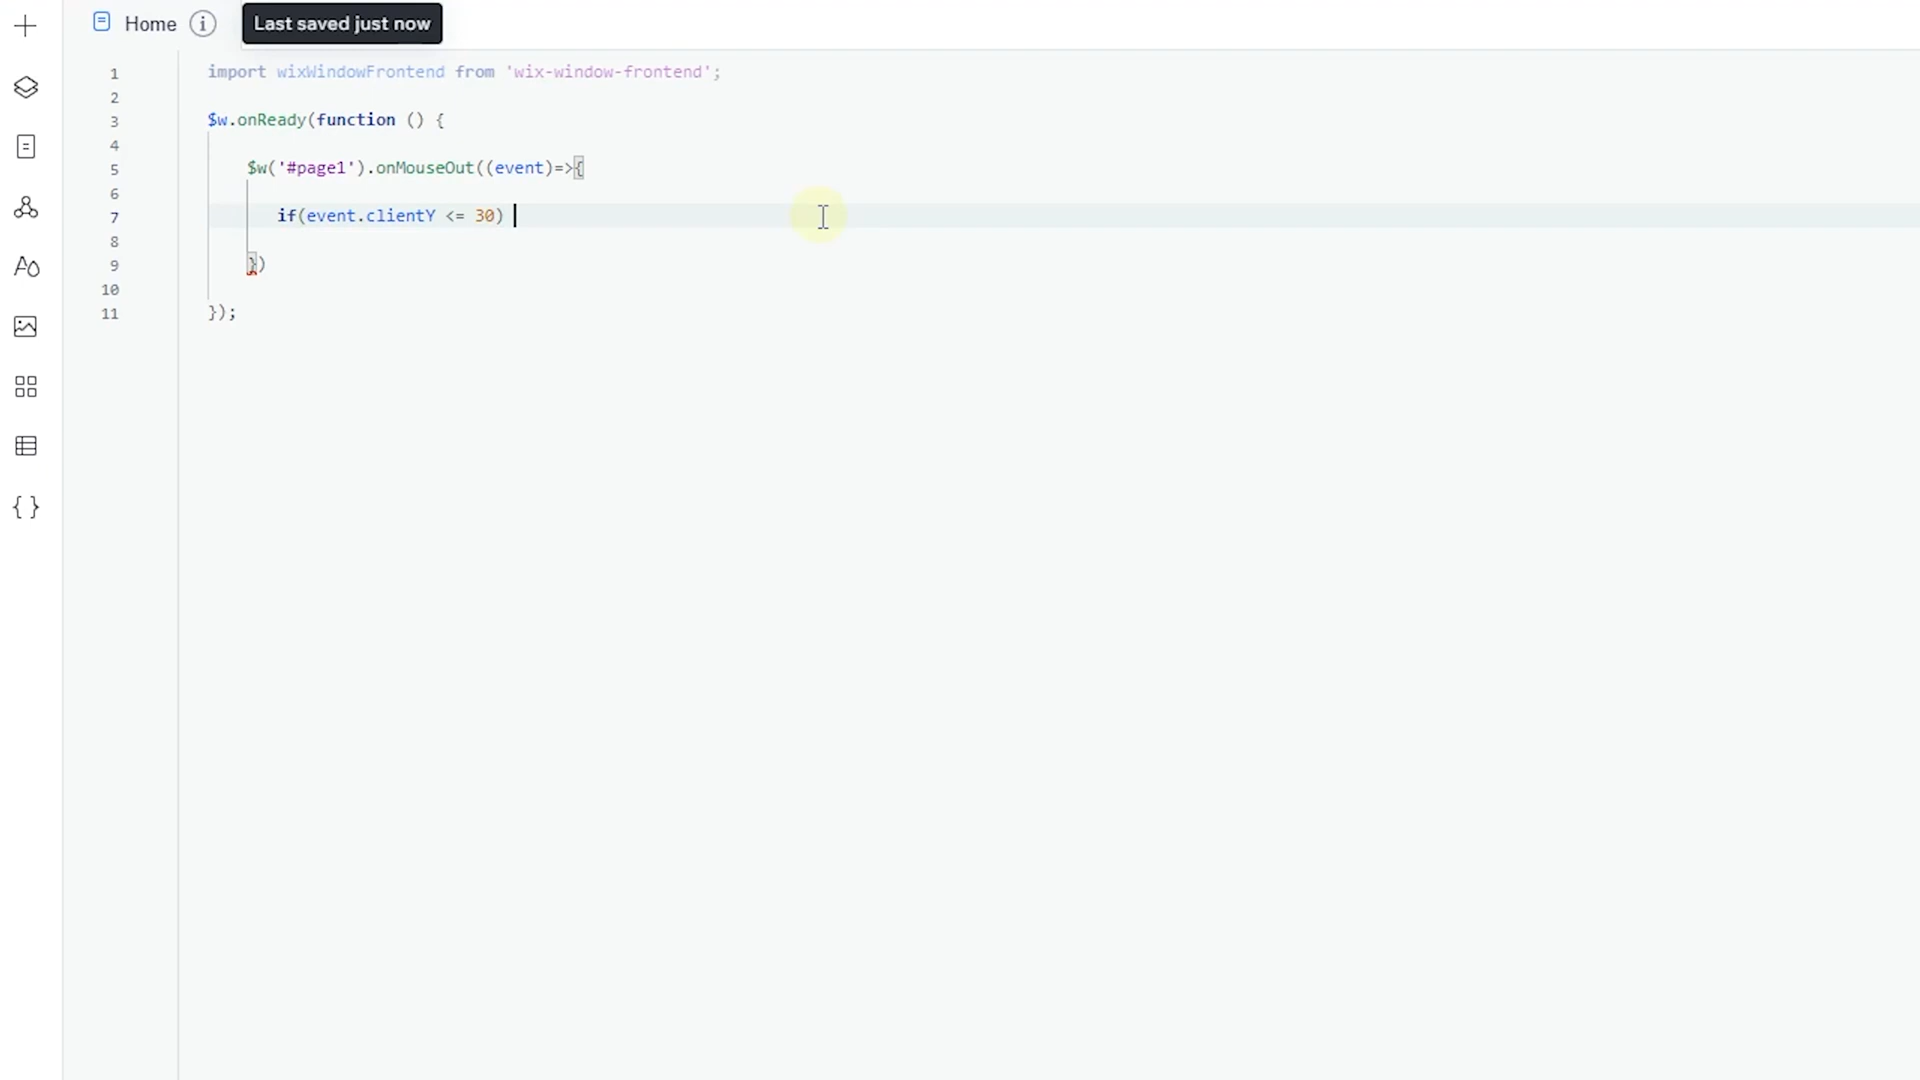 Home
Last saved just now
1 import wixWindowFrontend from 'wix-window-frontend';
2
3 $w.onReady(function () {
4
5 $w('#page1').onMouseOut((event)=>{
6
7 if(event.clientY <= 30)
8
9 })
10
11 });